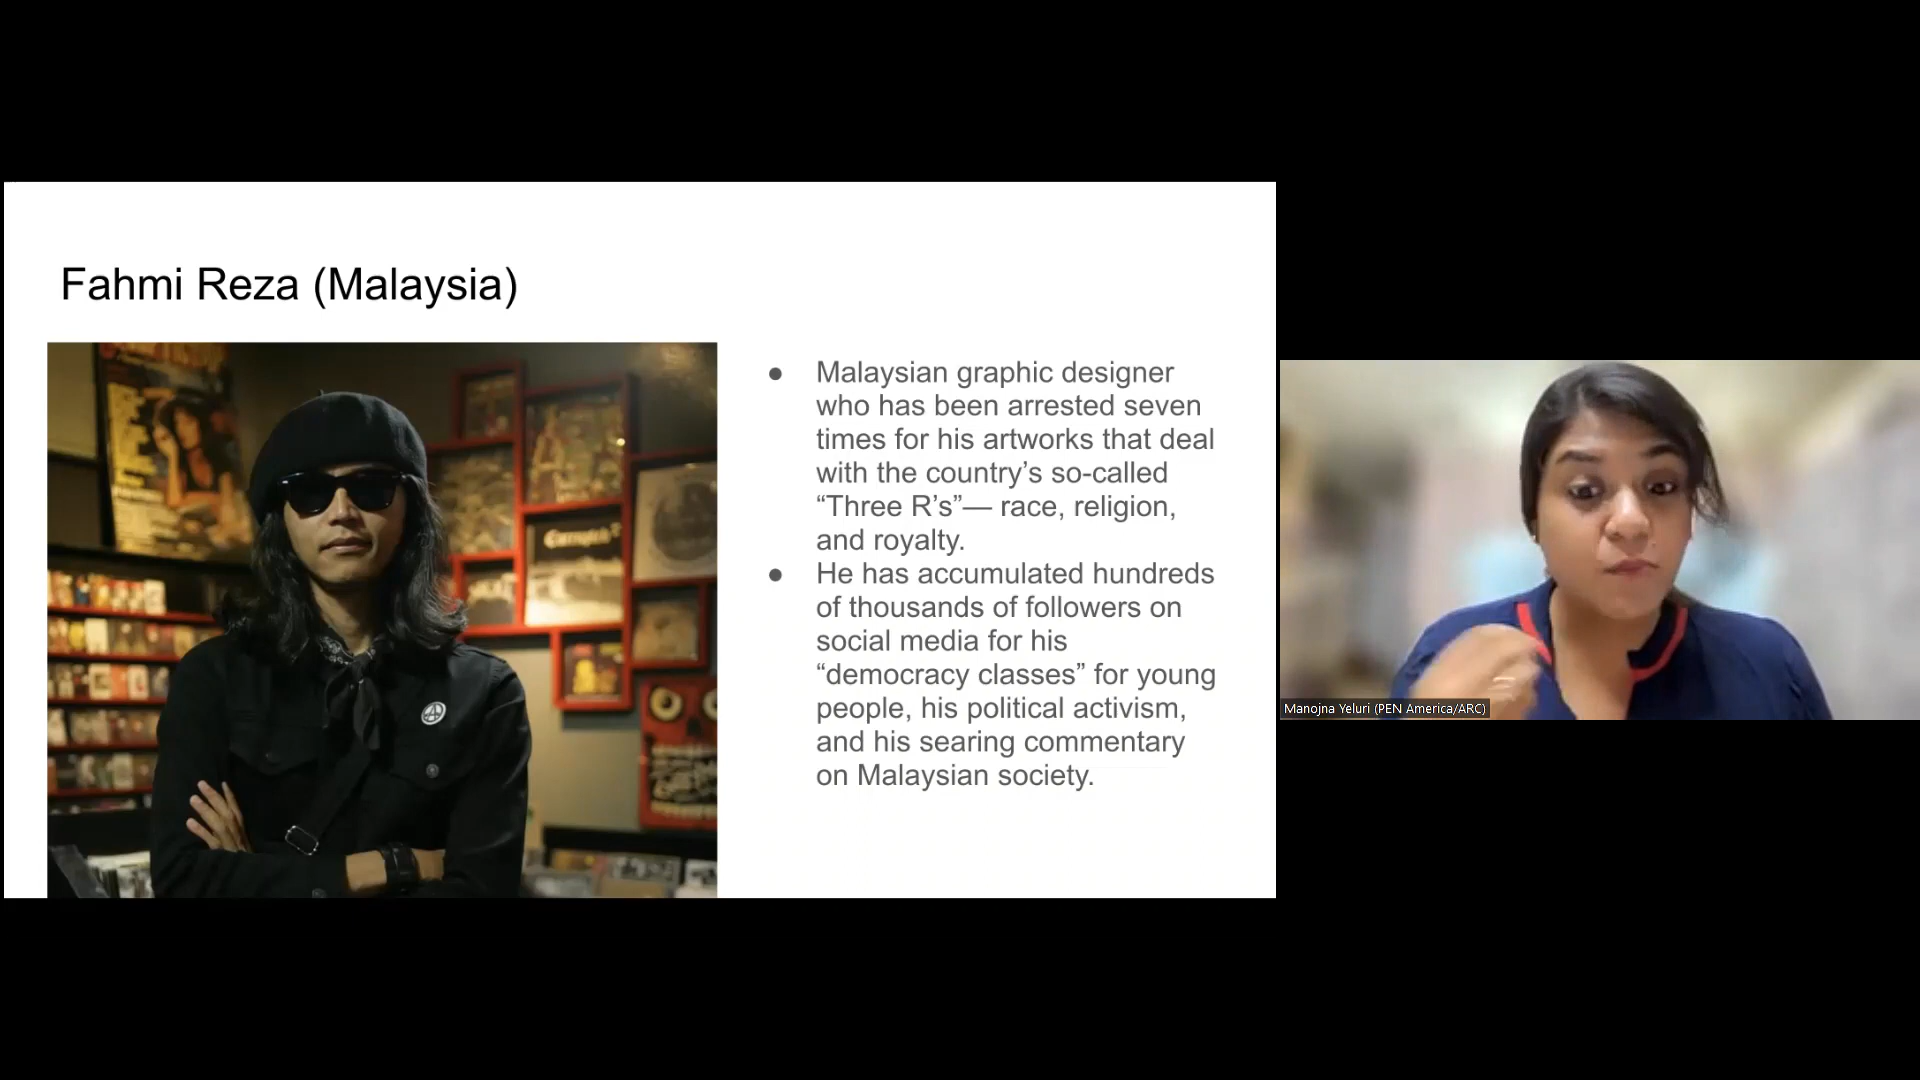 Fahmi Reza (Malaysia)
● Malaysian graphic designer
who has been arrested seven
times for his artworks that deal
with the country’s so-called
“Three R’s”— race, religion,
and royalty.
● He has accumulated hundreds
of thousands of followers on
social media for his
“democracy classes” for young
people, his political activism,
and his searing commentary
on Malaysian society.
Manojna Yeluri (PEN America/ARC)